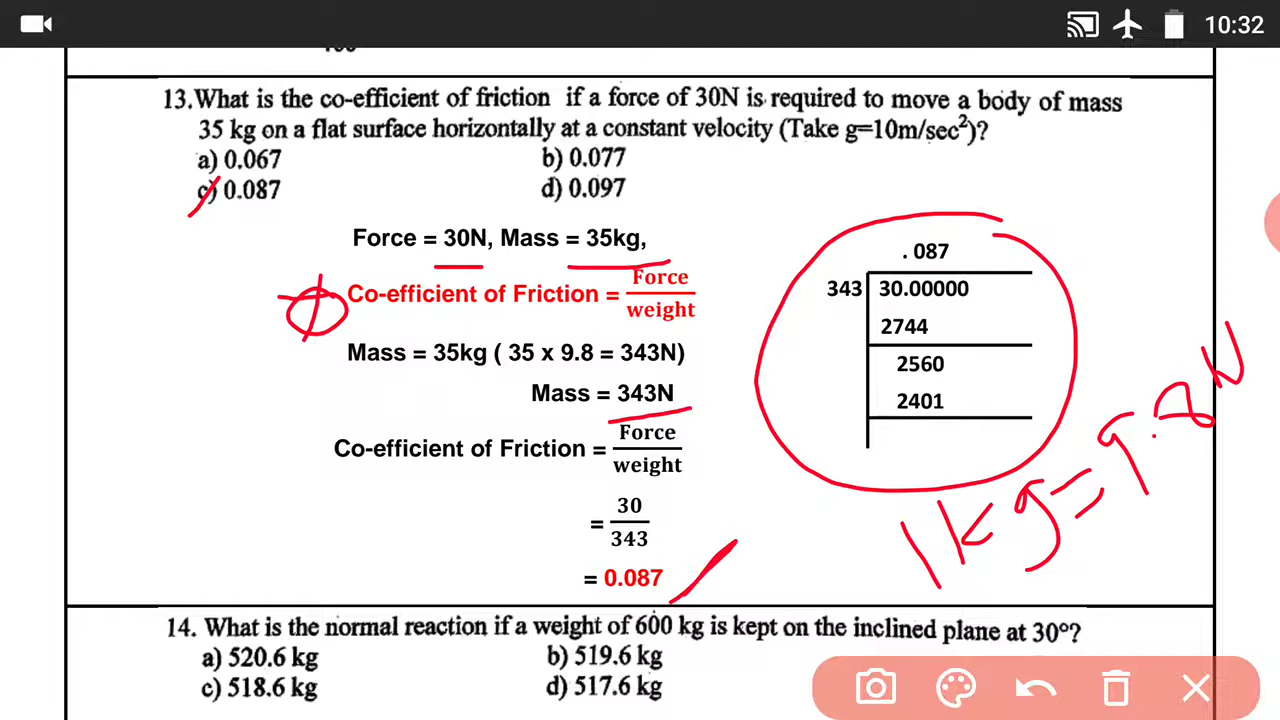 10:32
13.What is the co-efficient of friction if a force of 30N is required to move a body of mass
35 kg on a flat surface horizontally at a constant velocity (Take g=10m/sec²)?
a) 0.067 b) 0.077
c) 0.087 d) 0.097
Force = 30N, Mass = 35kg,
Co-efficient of Friction = Force
weight
Mass = 35kg ( 35 x 9.8 = 343N)
Mass = 343N
Co-efficient of Friction = Force
weight
= 30
343
= 0.087
. 087
343 30.00000
2744
2560
2401
1kg=9.8N
14. What is the normal reaction if a weight of 600 kg is kept on the inclined plane at 30°?
a) 520.6 kg b) 519.6 kg
c) 518.6 kg d) 517.6 kg